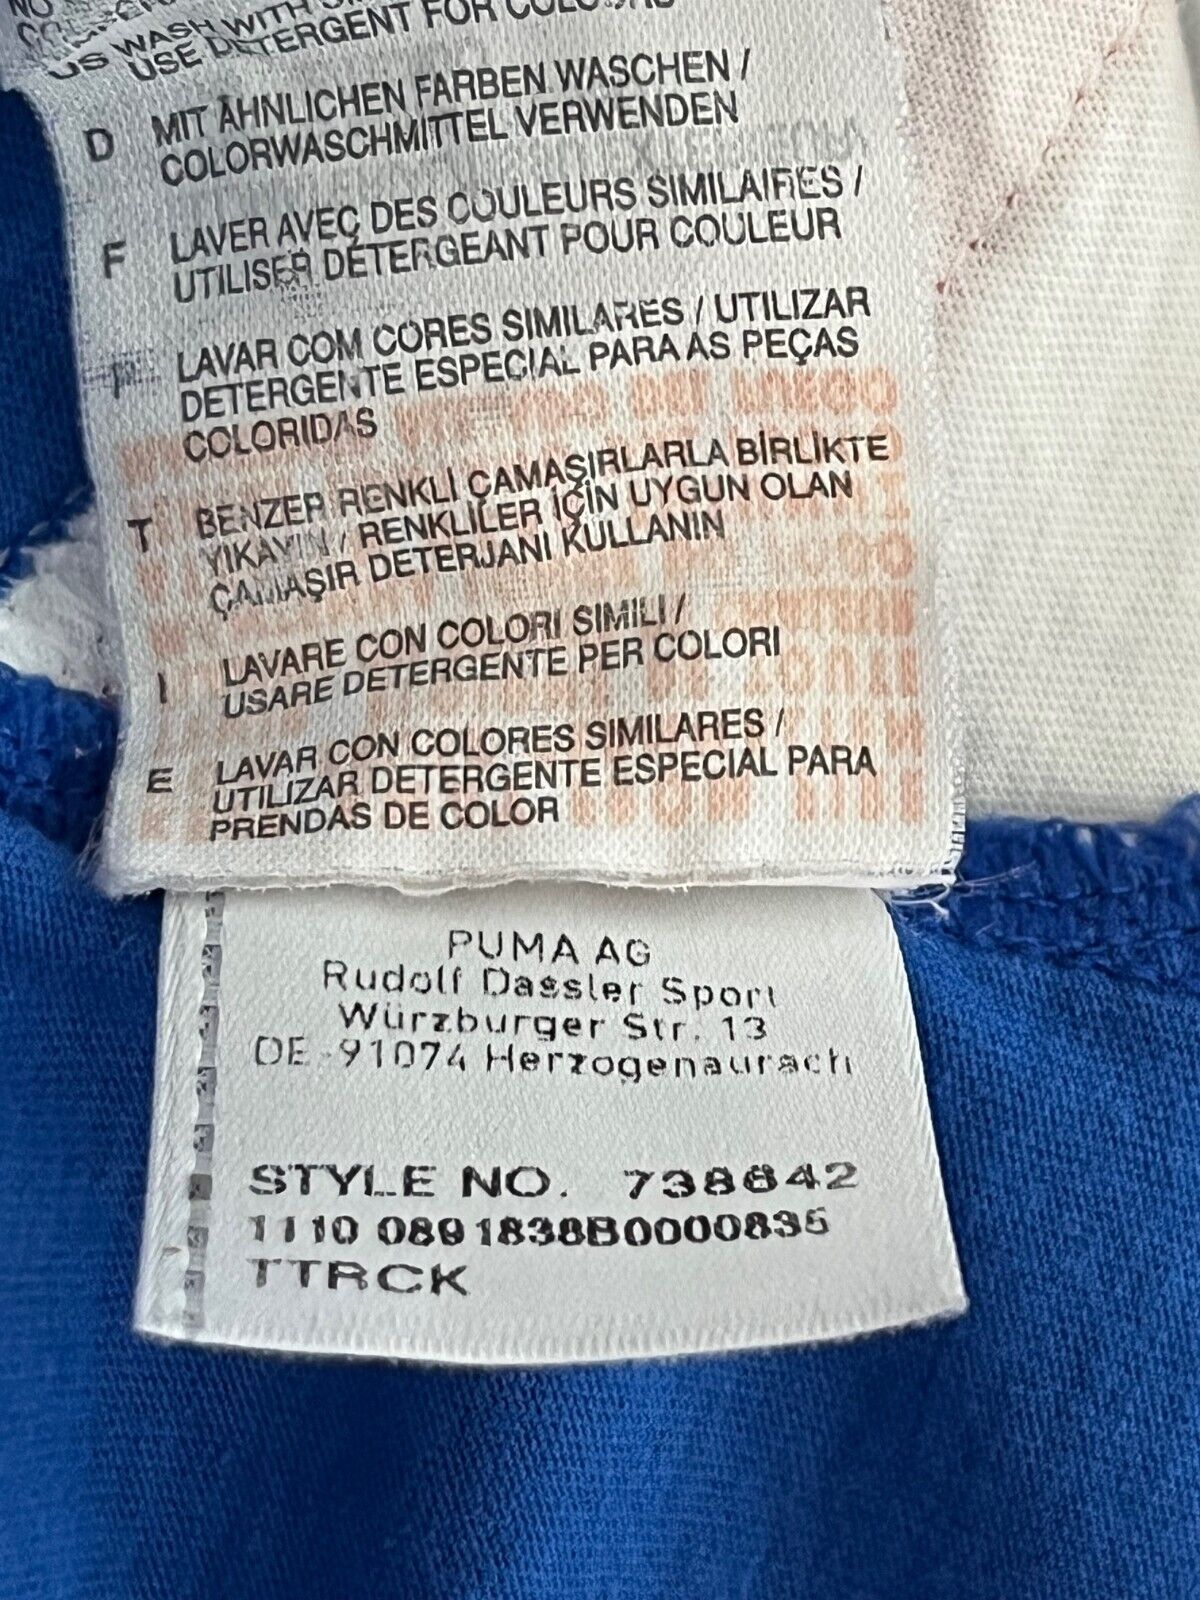 US WASH WITH
USE DETERGENT FOR
D MIT ÄHNLICHEN FARBEN WASCHEN /
COLORWASCHMITTEL VERWENDEN
F LAVER AVEC DES COULEURS SIMILAIRES /
UTILISER DÉTERGEANT POUR COULEUR
LAVAR COM CORES SIMILARES / UTILIZAR
DETERGENTE ESPECIAL PARA AS PEÇAS
COLORIDAS
T BENZER RENKLİ ÇAMAŞIRLARLA BİRLİKTE
YIKAYIN / RENKLİLER İÇİN UYGUN OLAN
ÇAMAŞIR DETERJANI KULLANIN
I LAVARE CON COLORI SIMILI /
USARE DETERGENTE PER COLORI
E LAVAR CON COLORES SIMILARES /
UTILIZAR DETERGENTE ESPECIAL PARA
PRENDAS DE COLOR
PUMA AG
Rudolf Dassler Sport
Würzburger Str. 13
DE-91074 Herzogenaurach
STYLE NO. 738842
1110 0891838B0000835
TTRCK